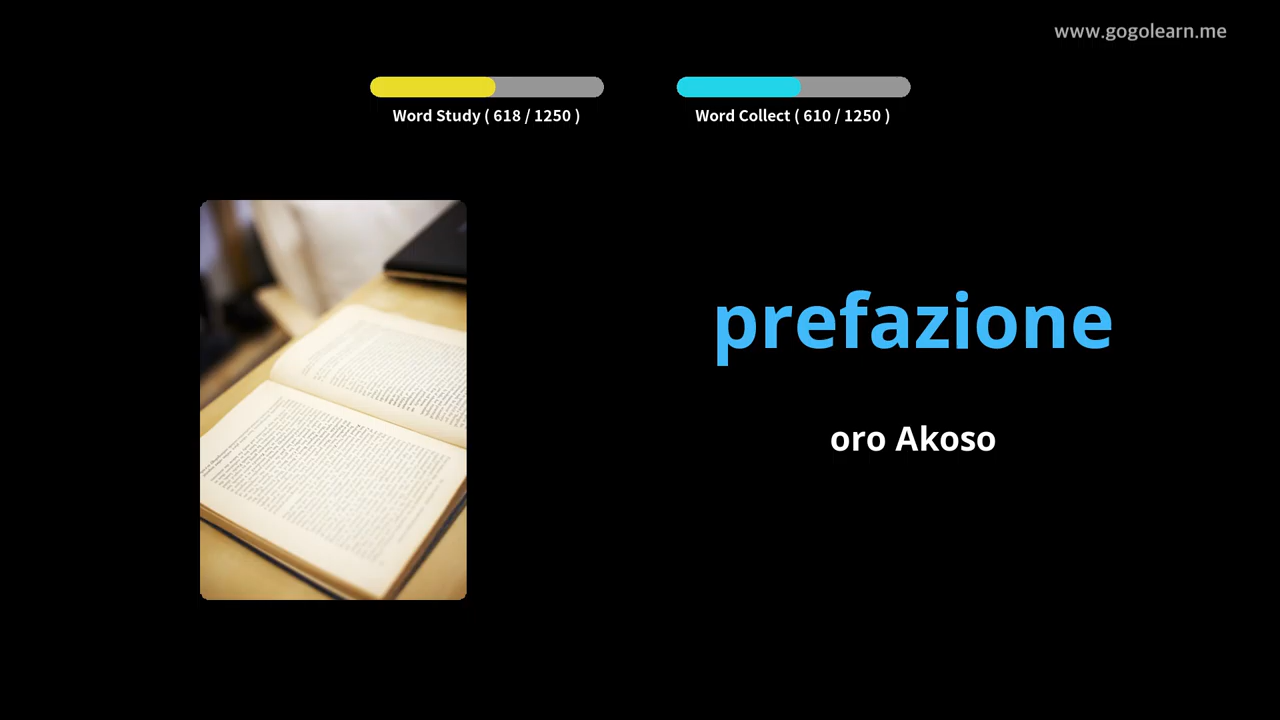 www.gogolearn.me
Word Study ( 618 / 1250 )
Word Collect ( 610 / 1250 )
prefazione
oro Akoso